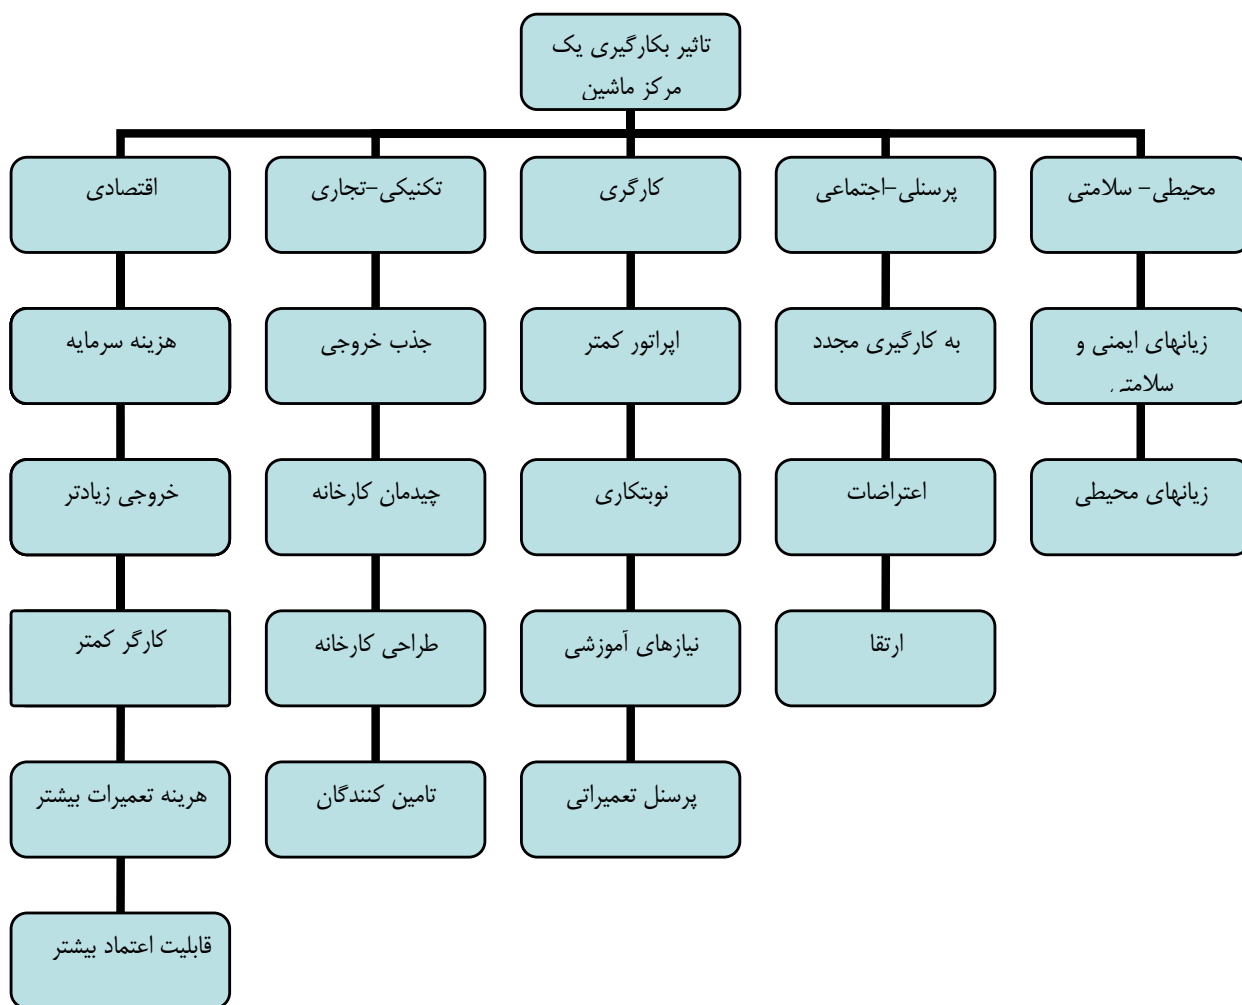 تاثیر بکارگیری یک
مرکز ماشین
محیطی- سلامتی
پرسنلی-اجتماعی
کارگری
تکنیکی-تجاری
اقتصادی
زیانهای ایمنی و
سلامتی
به کارگیری مجدد
اپراتور کمتر
جذب خروجی
هزینه سرمایه
زیانهای محیطی
اعتراضات
نوبتکاری
چیدمان کارخانه
خروجی زیادتر
ارتقا
نیازهای آموزشی
طراحی کارخانه
کارگر کمتر
پرسنل تعمیراتی
تامین کنندگان
هرینه تعمیرات بیشتر
قابلیت اعتماد بیشتر